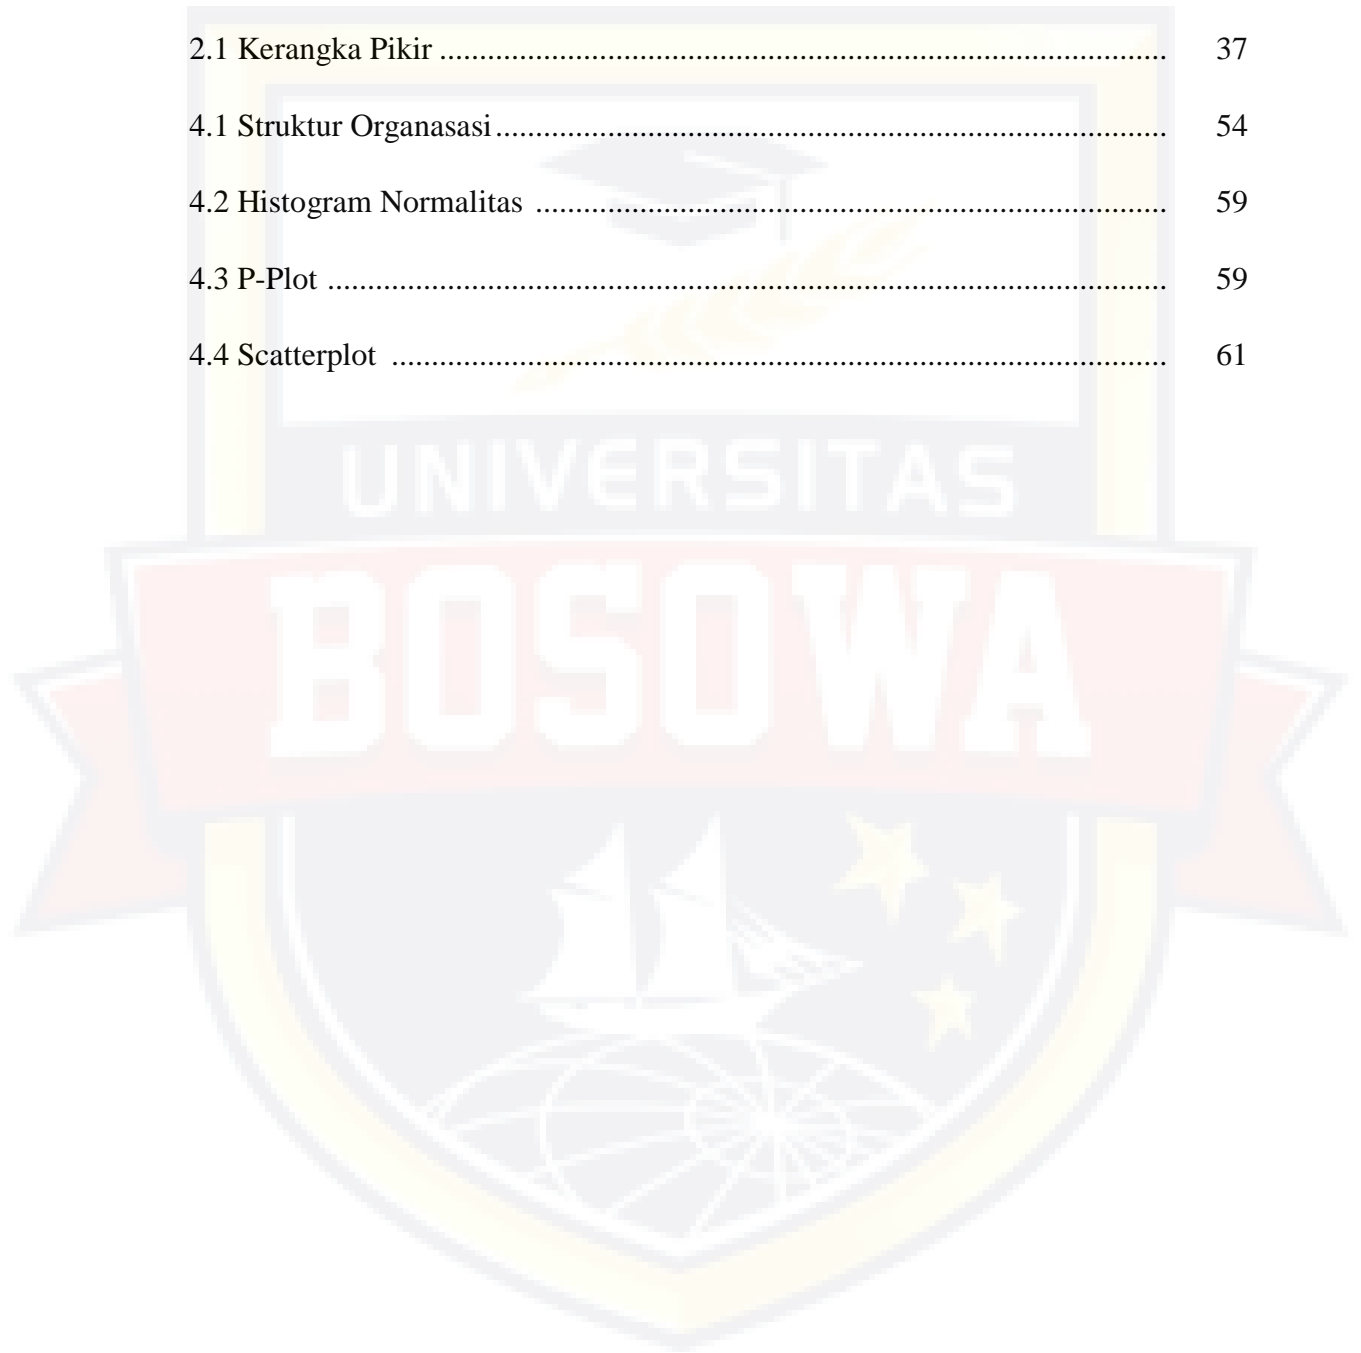 2.1 Kerangka Pikir ........................................................................................... 37
4.1 Struktur Organasasi .................................................................................... 54
4.2 Histogram Normalitas ............................................................................... 59
4.3 P-Plot ......................................................................................................... 59
4.4 Scatterplot ................................................................................................. 61
UNIVERSITAS
BOSOWA